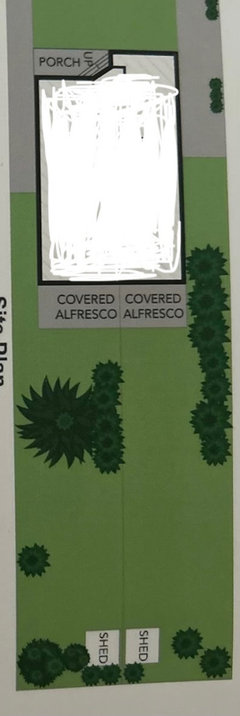 PORCH
UP
COVERED
ALFRESCO
COVERED
ALFRESCO
Site Plan
SHED
SHED